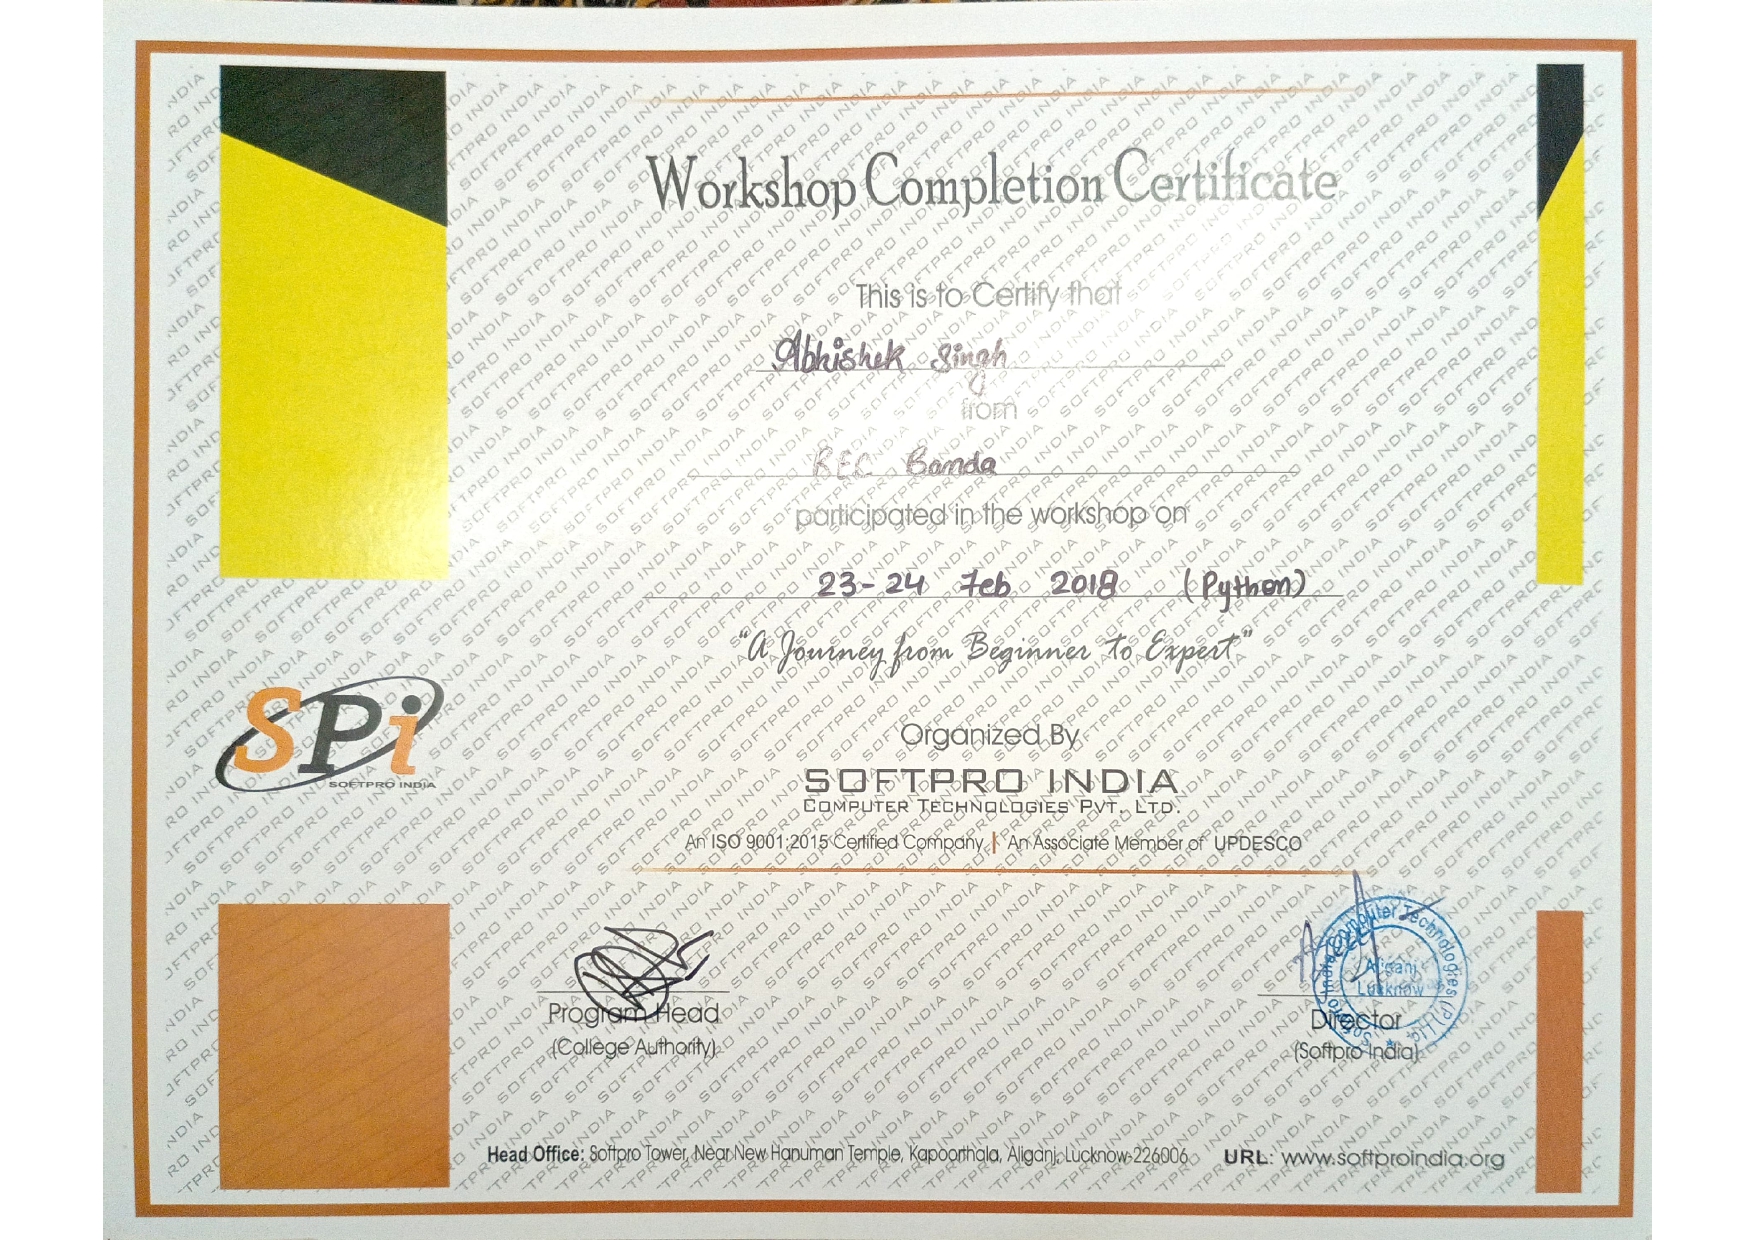 Workshop Completion Certificate
This is to Certify that
Abhishek Singh
from
REC Banda
participated in the workshop on
23-24 Feb 2018 (Python)
"A Journey from Beginner to Expert"
SPi
SOFTPRO INDIA
Organized By
SOFTPRO INDIA
COMPUTER TECHNOLOGIES PVT. LTD.
An ISO 9001:2015 Certified Company | An Associate Member of UPDESCO
Program Head
(College Authority)
Softpro India Computer Technologies (P) Ltd
Aliganj
Lucknow
Director
(Softpro India)
Head Office: Softpro Tower, Near New Hanuman Temple, Kapoorthala, Aliganj, Lucknow-226006 URL: www.softproindia.org